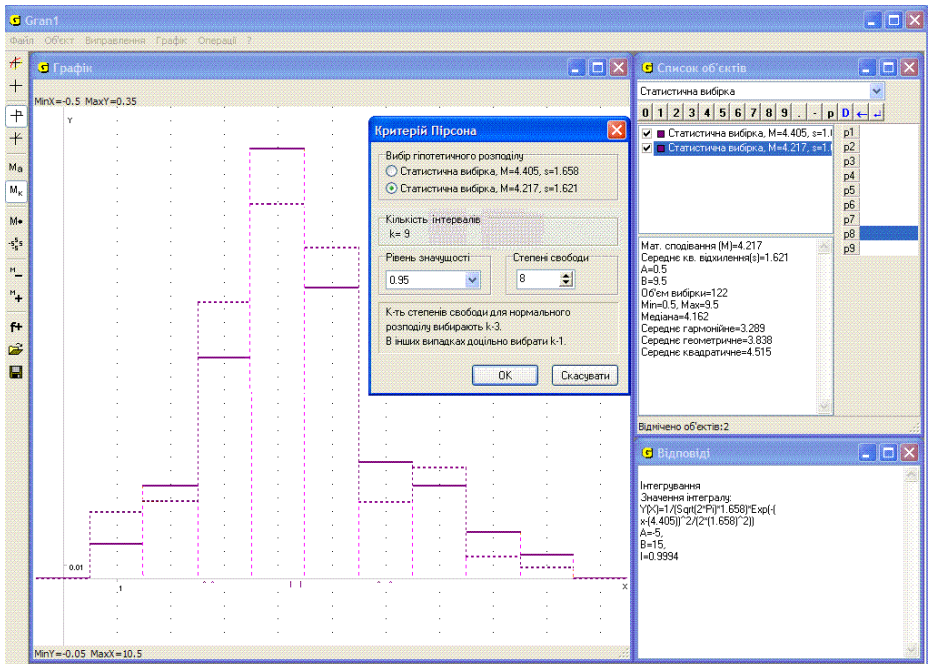 Gran1
Файл Об'єкт Виправлення Графік Операції ?
Графік
MinX=-0.5 MaxY=0.35
Y
0.01
1
X
MinY=-0.05 MaxX=10.5
Критерій Пірсона
Вибір гіпотетичного розподілу
Статистична вибірка, M=4.405, s=1.658
Статистична вибірка, M=4.217, s=1.621
Кількість інтервалів
k= 9
Рівень значущості
0.95
Степені свободи
8
К-ть степенів свободи для нормального
розподілу вибирають k-3.
В інших випадках доцільно вибрати k-1.
OK
Скасувати
Список об'єктів
Статистична вибірка
0 1 2 3 4 5 6 7 8 9 . - p D ←
Статистична вибірка, M=4.405, s=1.
Статистична вибірка, M=4.217, s=1.
p1
p2
p3
p4
p5
p6
p7
p8
p9
Мат. сподівання (M)=4.217
Середнє кв. відхилення(s)=1.621
A=0.5
B=9.5
Об'єм вибірки=122
Min=0.5, Max=9.5
Медіана=4.162
Середнє гармонійне=3.289
Середнє геометричне=3.838
Середнє квадратичне=4.515
Відмічено об'єктів:2
Відповіді
Інтегрування
Значення інтегралу:
Y(X)=1/(Sqrt(2*Pi)*1.658)*Exp(-(
x-(4.405))^2/(2*(1.658)^2))
A=-5,
B=15,
I=0.9994